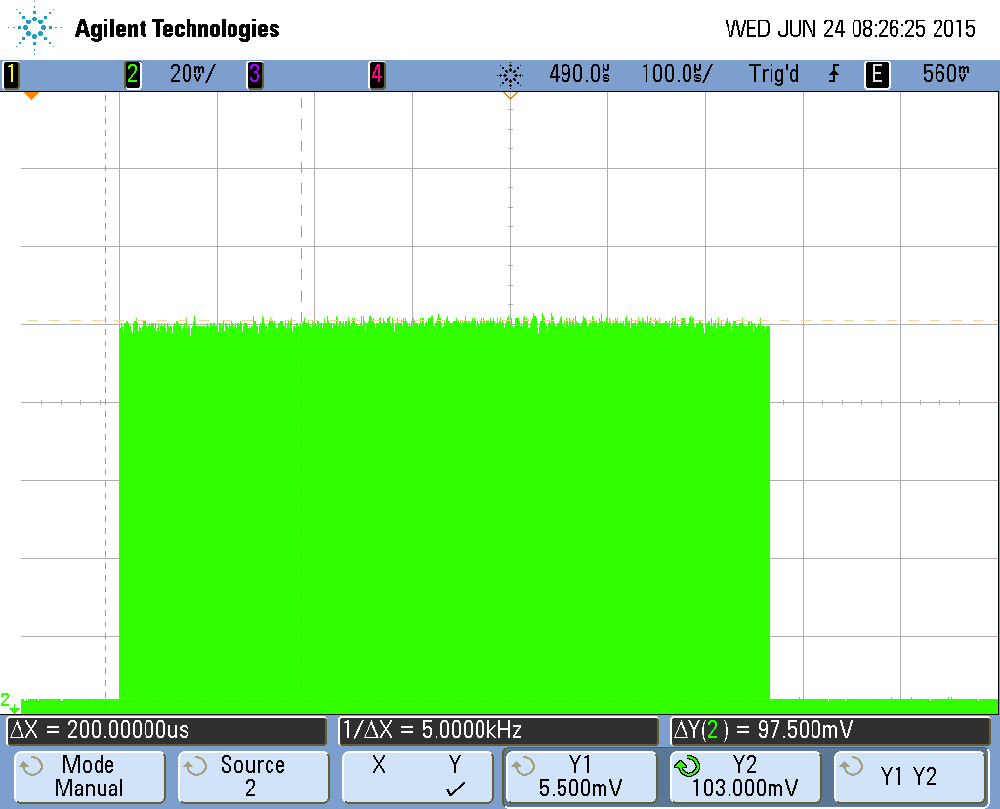 Agilent Technologies
WED JUN 24 08:26:25 2015
1 2 20mV/ 3 4 490.0us 100.0us/ Trig'd E 560mV
2
ΔX = 200.00000us 1/ΔX = 5.0000kHz ΔY(2) = 97.500mV
Mode Source X Y Y1 Y2 Y1 Y2
Manual 2 ✓ 5.500mV 103.000mV